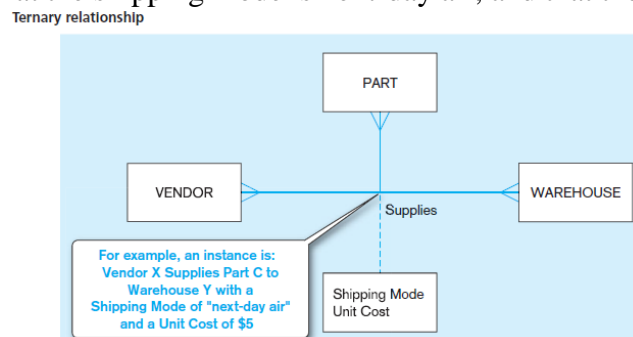 Ternary relationship
PART
VENDOR
WAREHOUSE
Supplies
For example, an instance is:
Vendor X Supplies Part C to
Warehouse Y with a
Shipping Mode of "next-day air"
and a Unit Cost of $5
Shipping Mode
Unit Cost